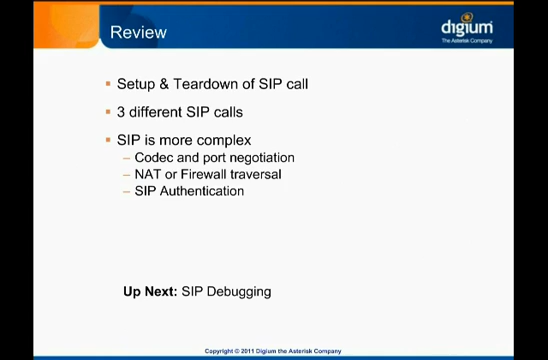 Review
digium
The Asterisk Company
Setup & Teardown of SIP call
3 different SIP calls
SIP is more complex
– Codec and port negotiation
– NAT or Firewall traversal
– SIP Authentication
Up Next: SIP Debugging
Copyright © 2011 Digium the Asterisk Company